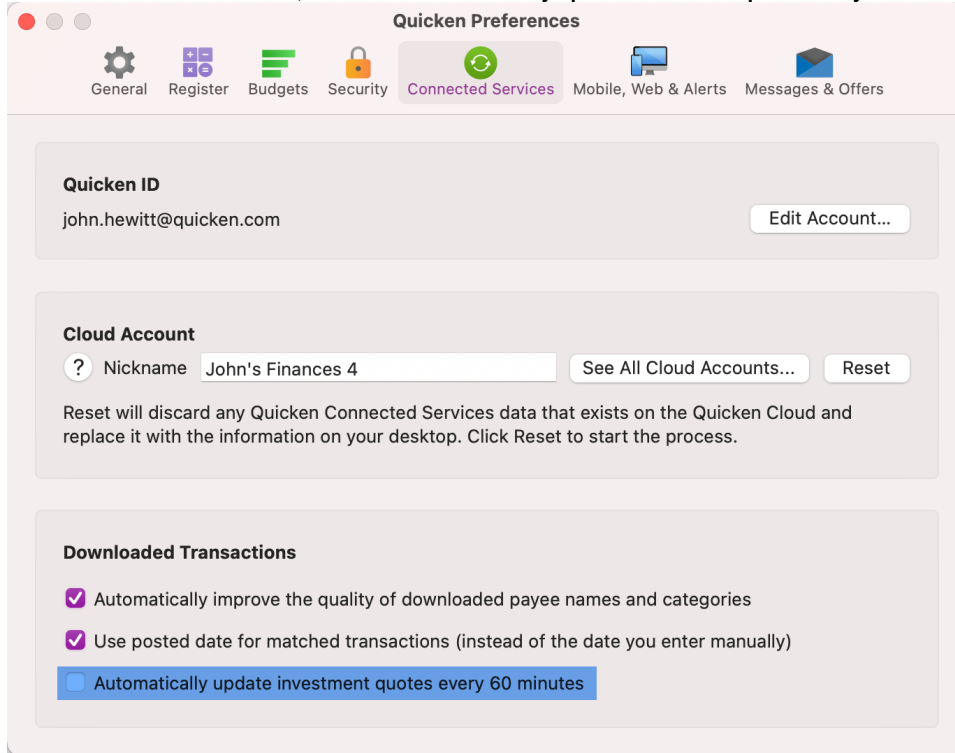 Quicken Preferences
General Register Budgets Security Connected Services Mobile, Web & Alerts Messages & Offers
Quicken ID
john.hewitt@quicken.com Edit Account...
Cloud Account
? Nickname John's Finances 4 See All Cloud Accounts... Reset
Reset will discard any Quicken Connected Services data that exists on the Quicken Cloud and
replace it with the information on your desktop. Click Reset to start the process.
Downloaded Transactions
Automatically improve the quality of downloaded payee names and categories
Use posted date for matched transactions (instead of the date you enter manually)
Automatically update investment quotes every 60 minutes